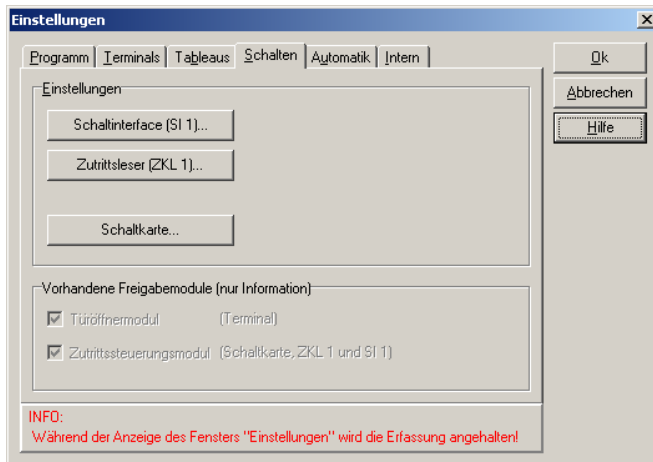 Einstellungen
Programm Terminals Tableaus Schalten Automatik Intern
Ok
Abbrechen
Hilfe
Einstellungen
Schaltinterface (SI 1)...
Zutrittsleser (ZKL 1)...
Schaltkarte...
Vorhandene Freigabemodule (nur Information)
Türöffnermodul (Terminal)
Zutrittssteuerungsmodul (Schaltkarte, ZKL 1 und SI 1)
INFO:
Während der Anzeige des Fensters "Einstellungen" wird die Erfassung angehalten!